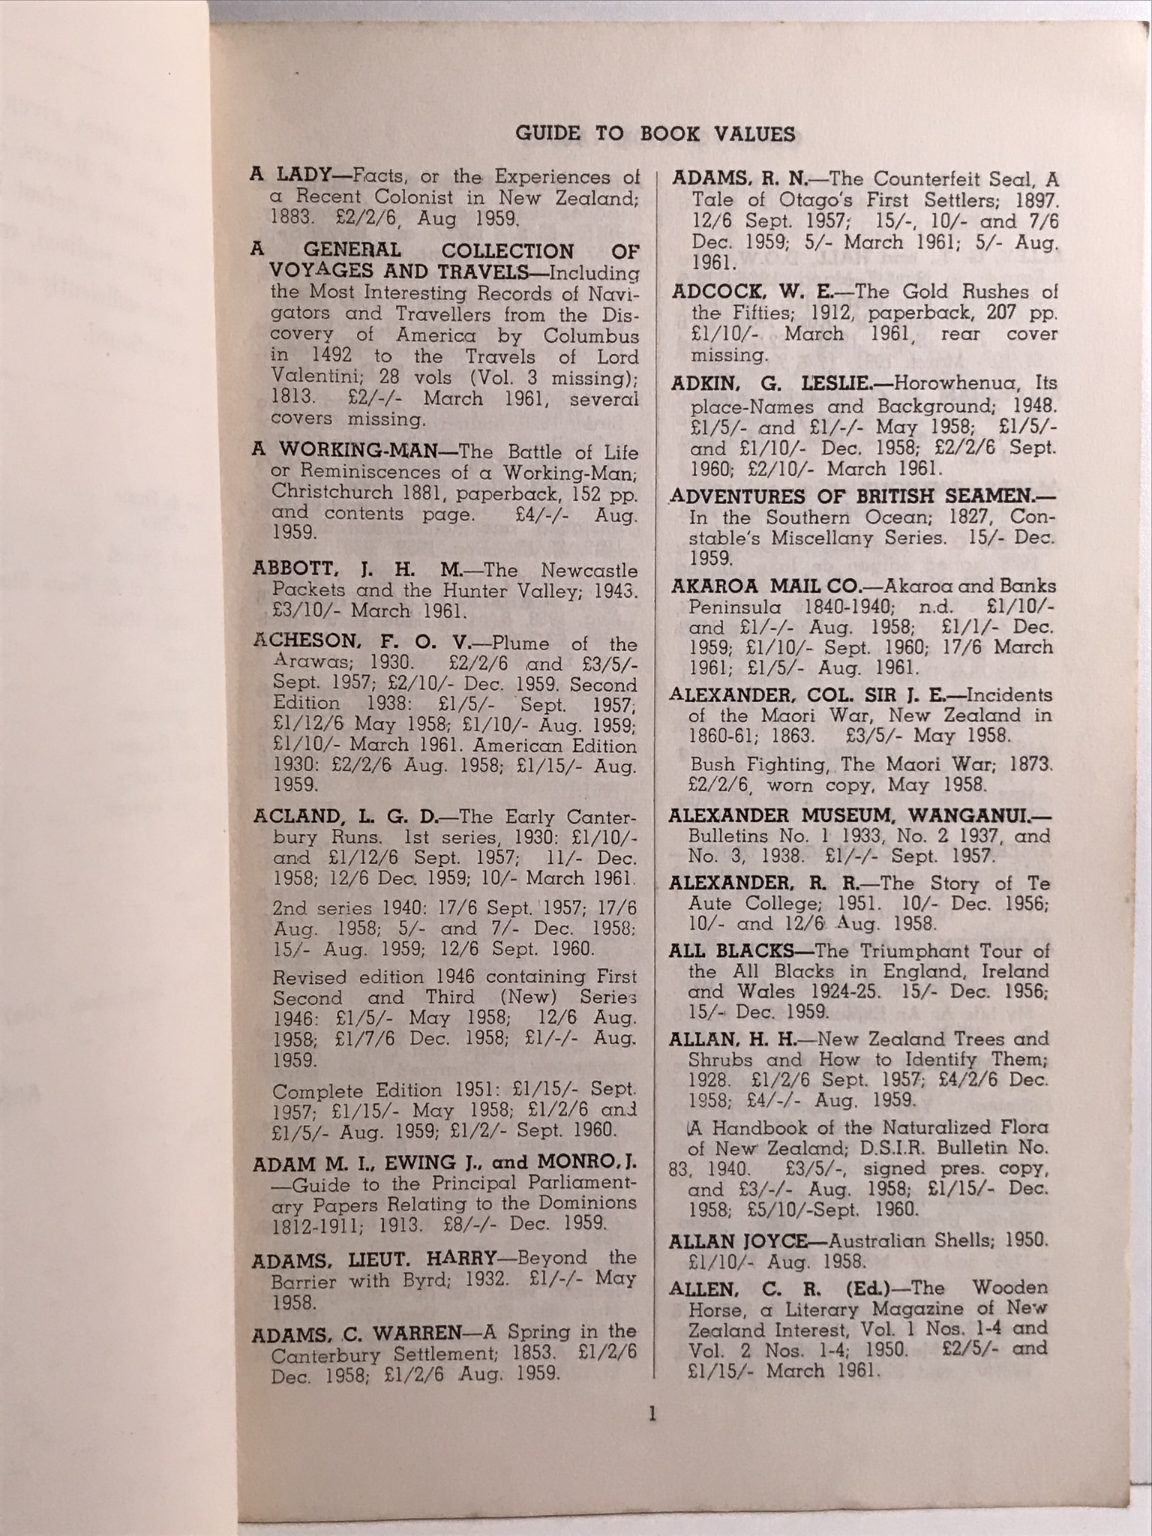 GUIDE TO BOOK VALUES
A LADY—Facts, or the Experiences of
a Recent Colonist in New Zealand;
1883. £2/2/6, Aug 1959.
A GENERAL COLLECTION OF
VOYAGES AND TRAVELS—Including
the Most Interesting Records of Navi-
gators and Travellers from the Dis-
covery of America by Columbus
in 1492 to the Travels of Lord
Valentini; 28 vols (Vol. 3 missing);
1813. £2/-/- March 1961, several
covers missing.
A WORKING-MAN—The Battle of Life
or Reminiscences of a Working-Man;
Christchurch 1881, paperback, 152 pp.
and contents page. £4/-/- Aug.
1959.
ABBOTT, J. H. M.—The Newcastle
Packets and the Hunter Valley; 1943.
£3/10/- March 1961.
ACHESON, F. O. V.—Plume of the
Arawas; 1930. £2/2/6 and £3/5/-
Sept. 1957; £2/10/- Dec. 1959. Second
Edition 1938: £1/5/- Sept. 1957;
£1/12/6 May 1958; £1/10/- Aug. 1959;
£1/10/- March 1961. American Edition
1930: £2/2/6 Aug. 1958; £1/15/- Aug.
1959.
ACLAND, L. G. D.—The Early Canter-
bury Runs. 1st series, 1930: £1/10/-
and £1/12/6 Sept. 1957; 11/- Dec.
1958; 12/6 Dec. 1959; 10/- March 1961.
2nd series 1940: 17/6 Sept. 1957; 17/6
Aug. 1958; 5/- and 7/- Dec. 1958;
15/- Aug. 1959; 12/6 Sept. 1960.
Revised edition 1946 containing First
Second and Third (New) Series
1946: £1/5/- May 1958; 12/6 Aug.
1958; £1/7/6 Dec. 1958; £1/-/- Aug.
1959.
Complete Edition 1951: £1/15/- Sept.
1957; £1/15/- May 1958; £1/2/6 and
£1/5/- Aug. 1959; £1/2/- Sept. 1960.
ADAM M. I., EWING J., and MONRO, J.
—Guide to the Principal Parliament-
ary Papers Relating to the Dominions
1812-1911; 1913. £8/-/- Dec. 1959.
ADAMS, LIEUT. HARRY—Beyond the
Barrier with Byrd; 1932. £1/-/- May
1958.
ADAMS, C. WARREN—A Spring in the
Canterbury Settlement; 1853. £1/2/6
Dec. 1958; £1/2/6 Aug. 1959.
ADAMS, R. N.—The Counterfeit Seal, A
Tale of Otago's First Settlers; 1897.
12/6 Sept. 1957; 15/-, 10/- and 7/6
Dec. 1959; 5/- March 1961; 5/- Aug.
1961.
ADCOCK, W. E.—The Gold Rushes of
the Fifties; 1912, paperback, 207 pp.
£1/10/- March 1961, rear cover
missing.
ADKIN, G. LESLIE.—Horowhenua, Its
place-Names and Background; 1948.
£1/5/- and £1/-/- May 1958; £1/5/-
and £1/10/- Dec. 1958; £2/2/6 Sept.
1960; £2/10/- March 1961.
ADVENTURES OF BRITISH SEAMEN.—
In the Southern Ocean; 1827, Con-
stable's Miscellany Series. 15/- Dec.
1959.
AKAROA MAIL CO.—Akaroa and Banks
Peninsula 1840-1940; n.d. £1/10/-
and £1/-/- Aug. 1958; £1/1/- Dec.
1959; £1/10/- Sept. 1960; 17/6 March
1961; £1/5/- Aug. 1961.
ALEXANDER, COL. SIR J. E.—Incidents
of the Maori War, New Zealand in
1860-61; 1863. £3/5/- May 1958.
Bush Fighting, The Maori War; 1873.
£2/2/6, worn copy, May 1958.
ALEXANDER MUSEUM, WANGANUI.—
Bulletins No. 1 1933, No. 2 1937, and
No. 3, 1938. £1/-/- Sept. 1957.
ALEXANDER, R. R.—The Story of Te
Aute College; 1951. 10/- Dec. 1956;
10/- and 12/6 Aug. 1958.
ALL BLACKS—The Triumphant Tour of
the All Blacks in England, Ireland
and Wales 1924-25. 15/- Dec. 1956;
15/- Dec. 1959.
ALLAN, H. H.—New Zealand Trees and
Shrubs and How to Identify Them;
1928. £1/2/6 Sept. 1957; £4/2/6 Dec.
1958; £4/-/- Aug. 1959.
A Handbook of the Naturalized Flora
of New Zealand; D.S.I.R. Bulletin No.
83, 1940. £3/5/-, signed pres. copy,
and £3/-/- Aug. 1958; £1/15/- Dec.
1958; £5/10/-Sept. 1960.
ALLAN JOYCE—Australian Shells; 1950.
£1/10/- Aug. 1958.
ALLEN, C. R. (Ed.)—The Wooden
Horse, a Literary Magazine of New
Zealand Interest, Vol. 1 Nos. 1-4 and
Vol. 2 Nos. 1-4; 1950. £2/5/- and
£1/15/- March 1961.
1